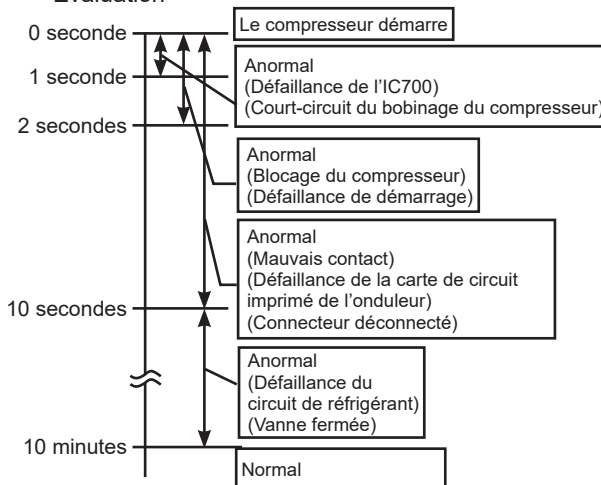 Evaluation
0 seconde
Le compresseur démarre
1 seconde
Anormal
(Défaillance de l'IC700)
(Court-circuit du bobinage du compresseur)
2 secondes
Anormal
(Blocage du compresseur)
(Défaillance de démarrage)
Anormal
(Mauvais contact)
(Défaillance de la carte de circuit
imprimé de l'onduleur)
(Connecteur déconnecté)
10 secondes
Anormal
(Défaillance du
circuit de réfrigérant)
(Vanne fermée)
10 minutes
Normal